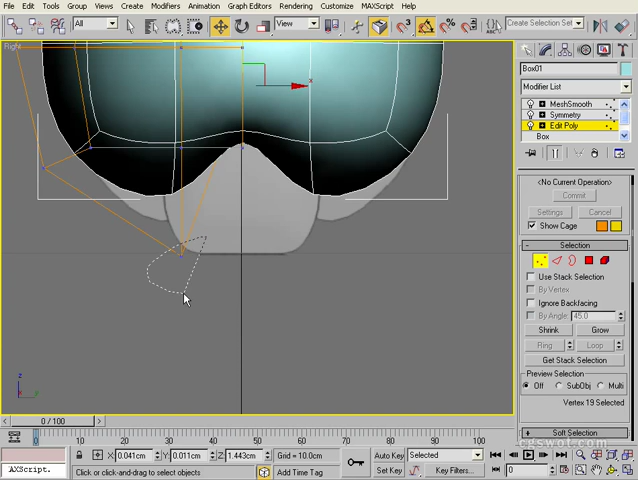 File Edit Tools Group Views Create Modifiers Animation Graph Editors Rendering Customize MAXScript Help
All View Create Selection Set
Right
x
Box01
Modifier List
MeshSmooth
Symmetry
Edit Poly
Box
<No Current Operation>
Commit
Settings Cancel
Show Cage
Selection
Use Stack Selection
By Vertex
Ignore Backfacing
By Angle: 45.0
Shrink Grow
Ring Loop
Get Stack Selection
Preview Selection
Off SubObj Multi
Vertex 19 Selected
Soft Selection
z
x y
cgswot.com
0 / 100
0 10 20 30 40 50 60 70 80 90 100
X: 0.041cm Y: 0.011cm Z: 1.443cm Grid = 10.0cm Auto Key Selected
AXScript. Click or click-and-drag to select objects Add Time Tag Set Key Key Filters... 0